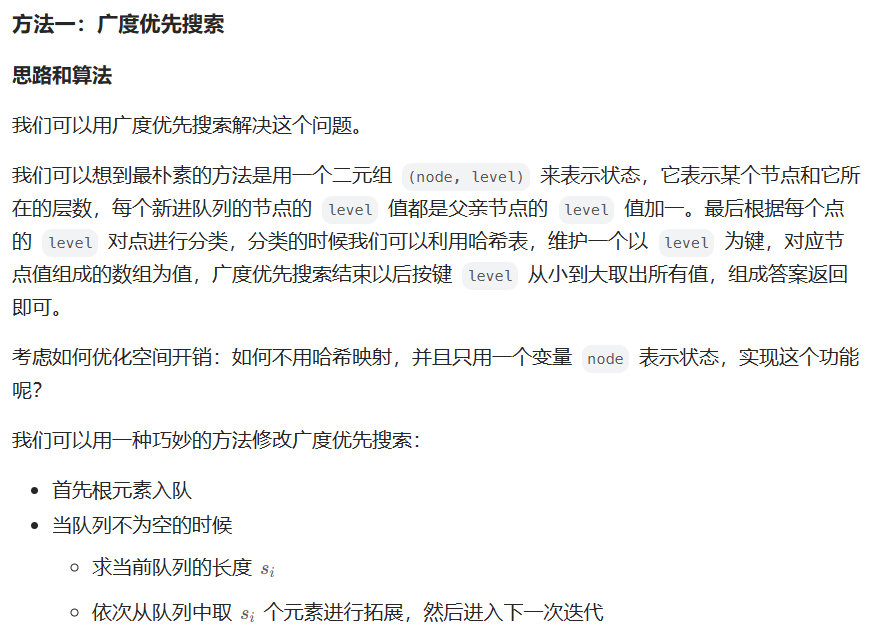 方法一：广度优先搜索
思路和算法
我们可以用广度优先搜索解决这个问题。
我们可以想到最朴素的方法是用一个二元组 (node, level) 来表示状态，它表示某个节点和它所
在的层数，每个新进队列的节点的 level 值都是父亲节点的 level 值加一。最后根据每个点
的 level 对点进行分类，分类的时候我们可以利用哈希表，维护一个以 level 为键，对应节
点值组成的数组为值，广度优先搜索结束以后按键 level 从小到大取出所有值，组成答案返回
即可。
考虑如何优化空间开销：如何不用哈希映射，并且只用一个变量 node 表示状态，实现这个功能
呢？
我们可以用一种巧妙的方法修改广度优先搜索：
• 首先根元素入队
• 当队列不为空的时候
◦ 求当前队列的长度 sᵢ
◦ 依次从队列中取 sᵢ 个元素进行拓展，然后进入下一次迭代